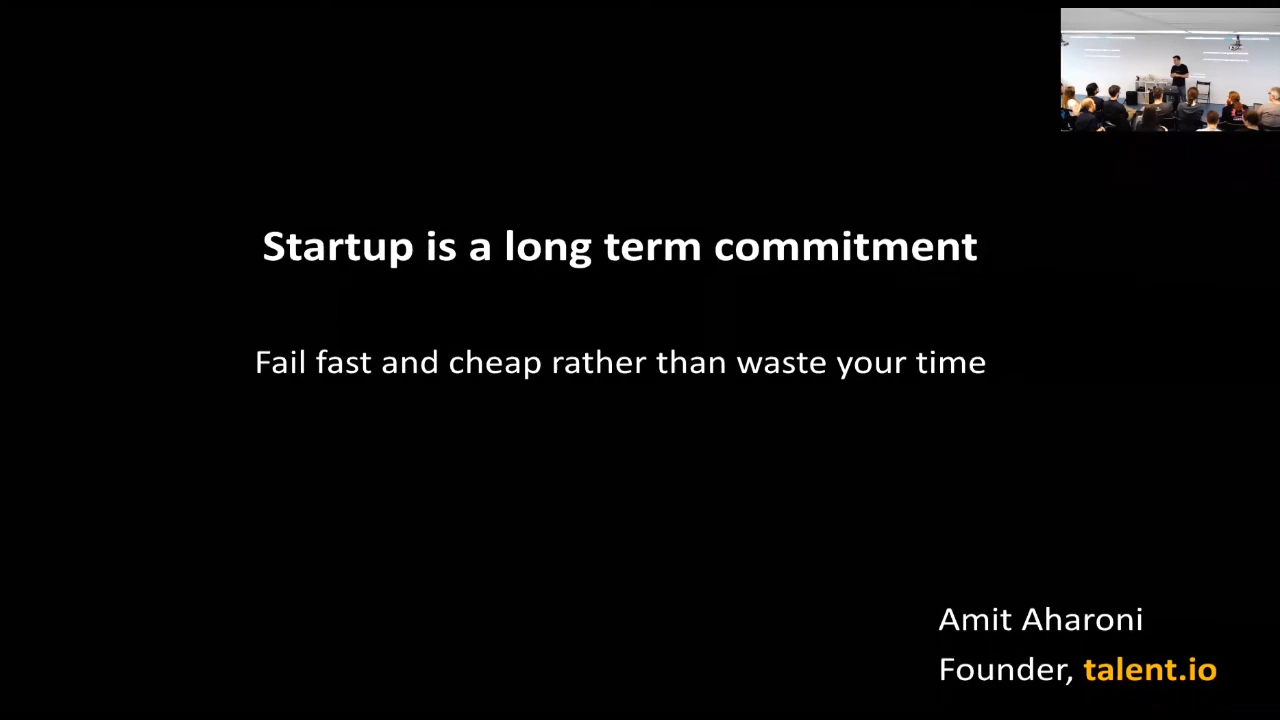 Startup is a long term commitment
Fail fast and cheap rather than waste your time
Amit Aharoni
Founder, talent.io